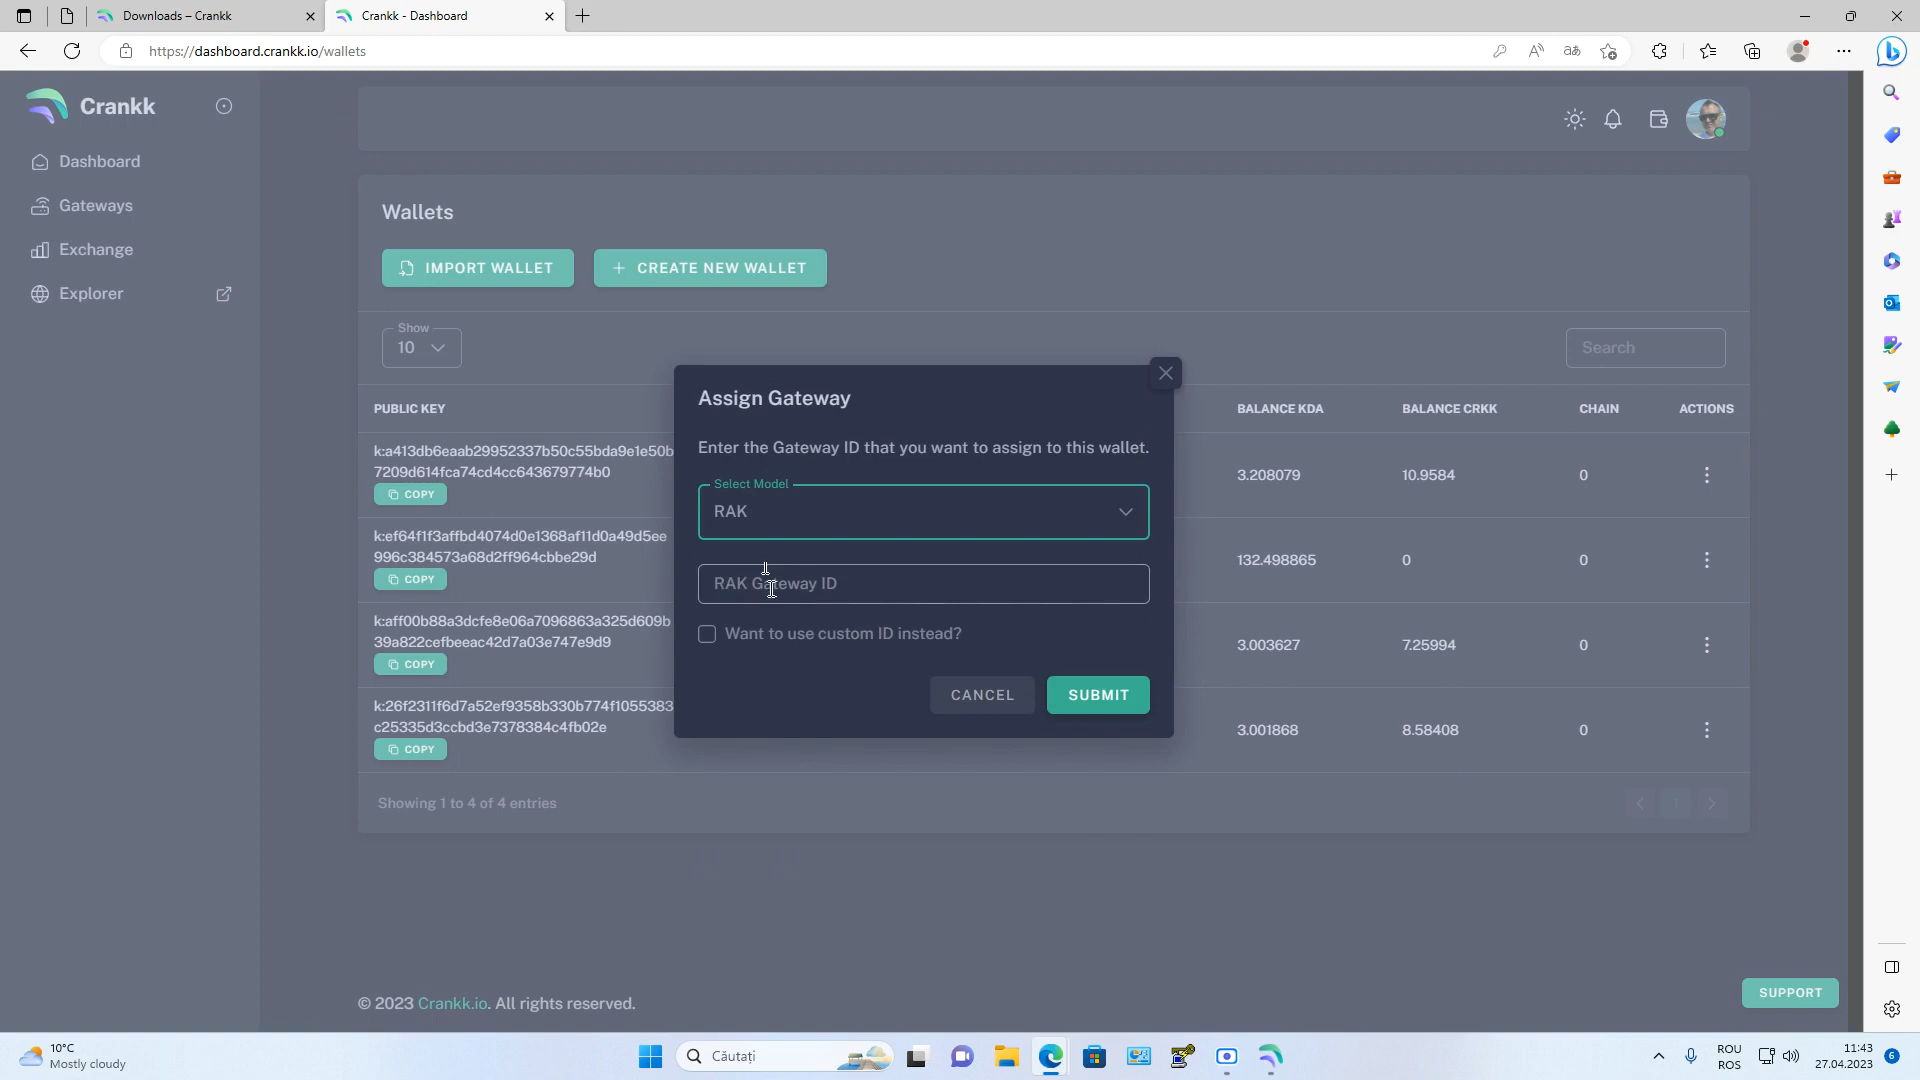 Downloads – Crankk
Crankk - Dashboard
https://dashboard.crankk.io/wallets
Crankk
Dashboard
Gateways
Exchange
Explorer
Wallets
IMPORT WALLET
CREATE NEW WALLET
Show
10
Search
PUBLIC KEY
BALANCE KDA
BALANCE CRKK
CHAIN
ACTIONS
k:a413db6eaab29952337b50c55bda9e1e50b
7209d614fca74cd4cc643679774b0
COPY
3.208079
10.9584
0
k:ef64f1f3affbd4074d0e1368af11d0a49d5ee
996c384573a68d2ff964cbbe29d
COPY
132.498865
0
0
k:aff00b88a3dcfe8e06a7096863a325d609b
39a822cefbeeac42d7a03e747e9d9
COPY
3.003627
7.25994
0
k:26f2311f6d7a52ef9358b330b774f1055383
c25335d3ccbd3e7378384c4fb02e
COPY
3.001868
8.58408
0
Showing 1 to 4 of 4 entries
1
Assign Gateway
Enter the Gateway ID that you want to assign to this wallet.
Select Model
RAK
RAK Gateway ID
Want to use custom ID instead?
CANCEL
SUBMIT
© 2023 Crankk.io. All rights reserved.
SUPPORT
10°C
Mostly cloudy
Căutați
ROU
ROS
11:43
27.04.2023
6